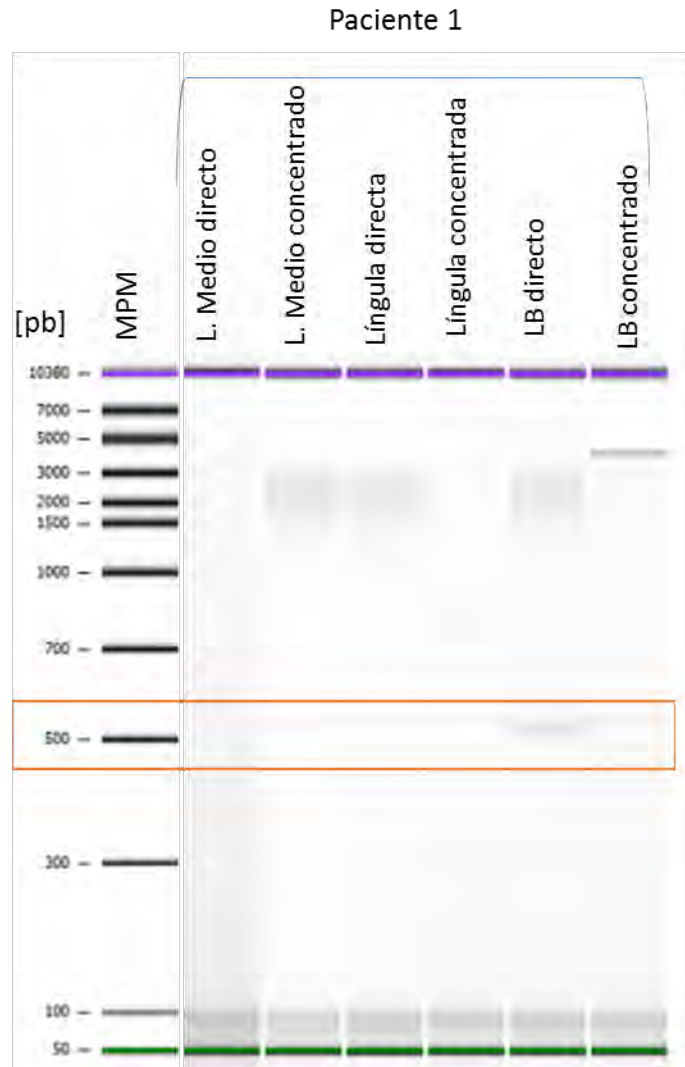 Paciente 1
[pb]
MPM
L. Medio directo
L. Medio concentrado
Língula directa
Língula concentrada
LB directo
LB concentrado
10380 –
7000 –
5000 –
3000 –
2000 –
1500 –
1000 –
700 –
500 –
300 –
100 –
50 –